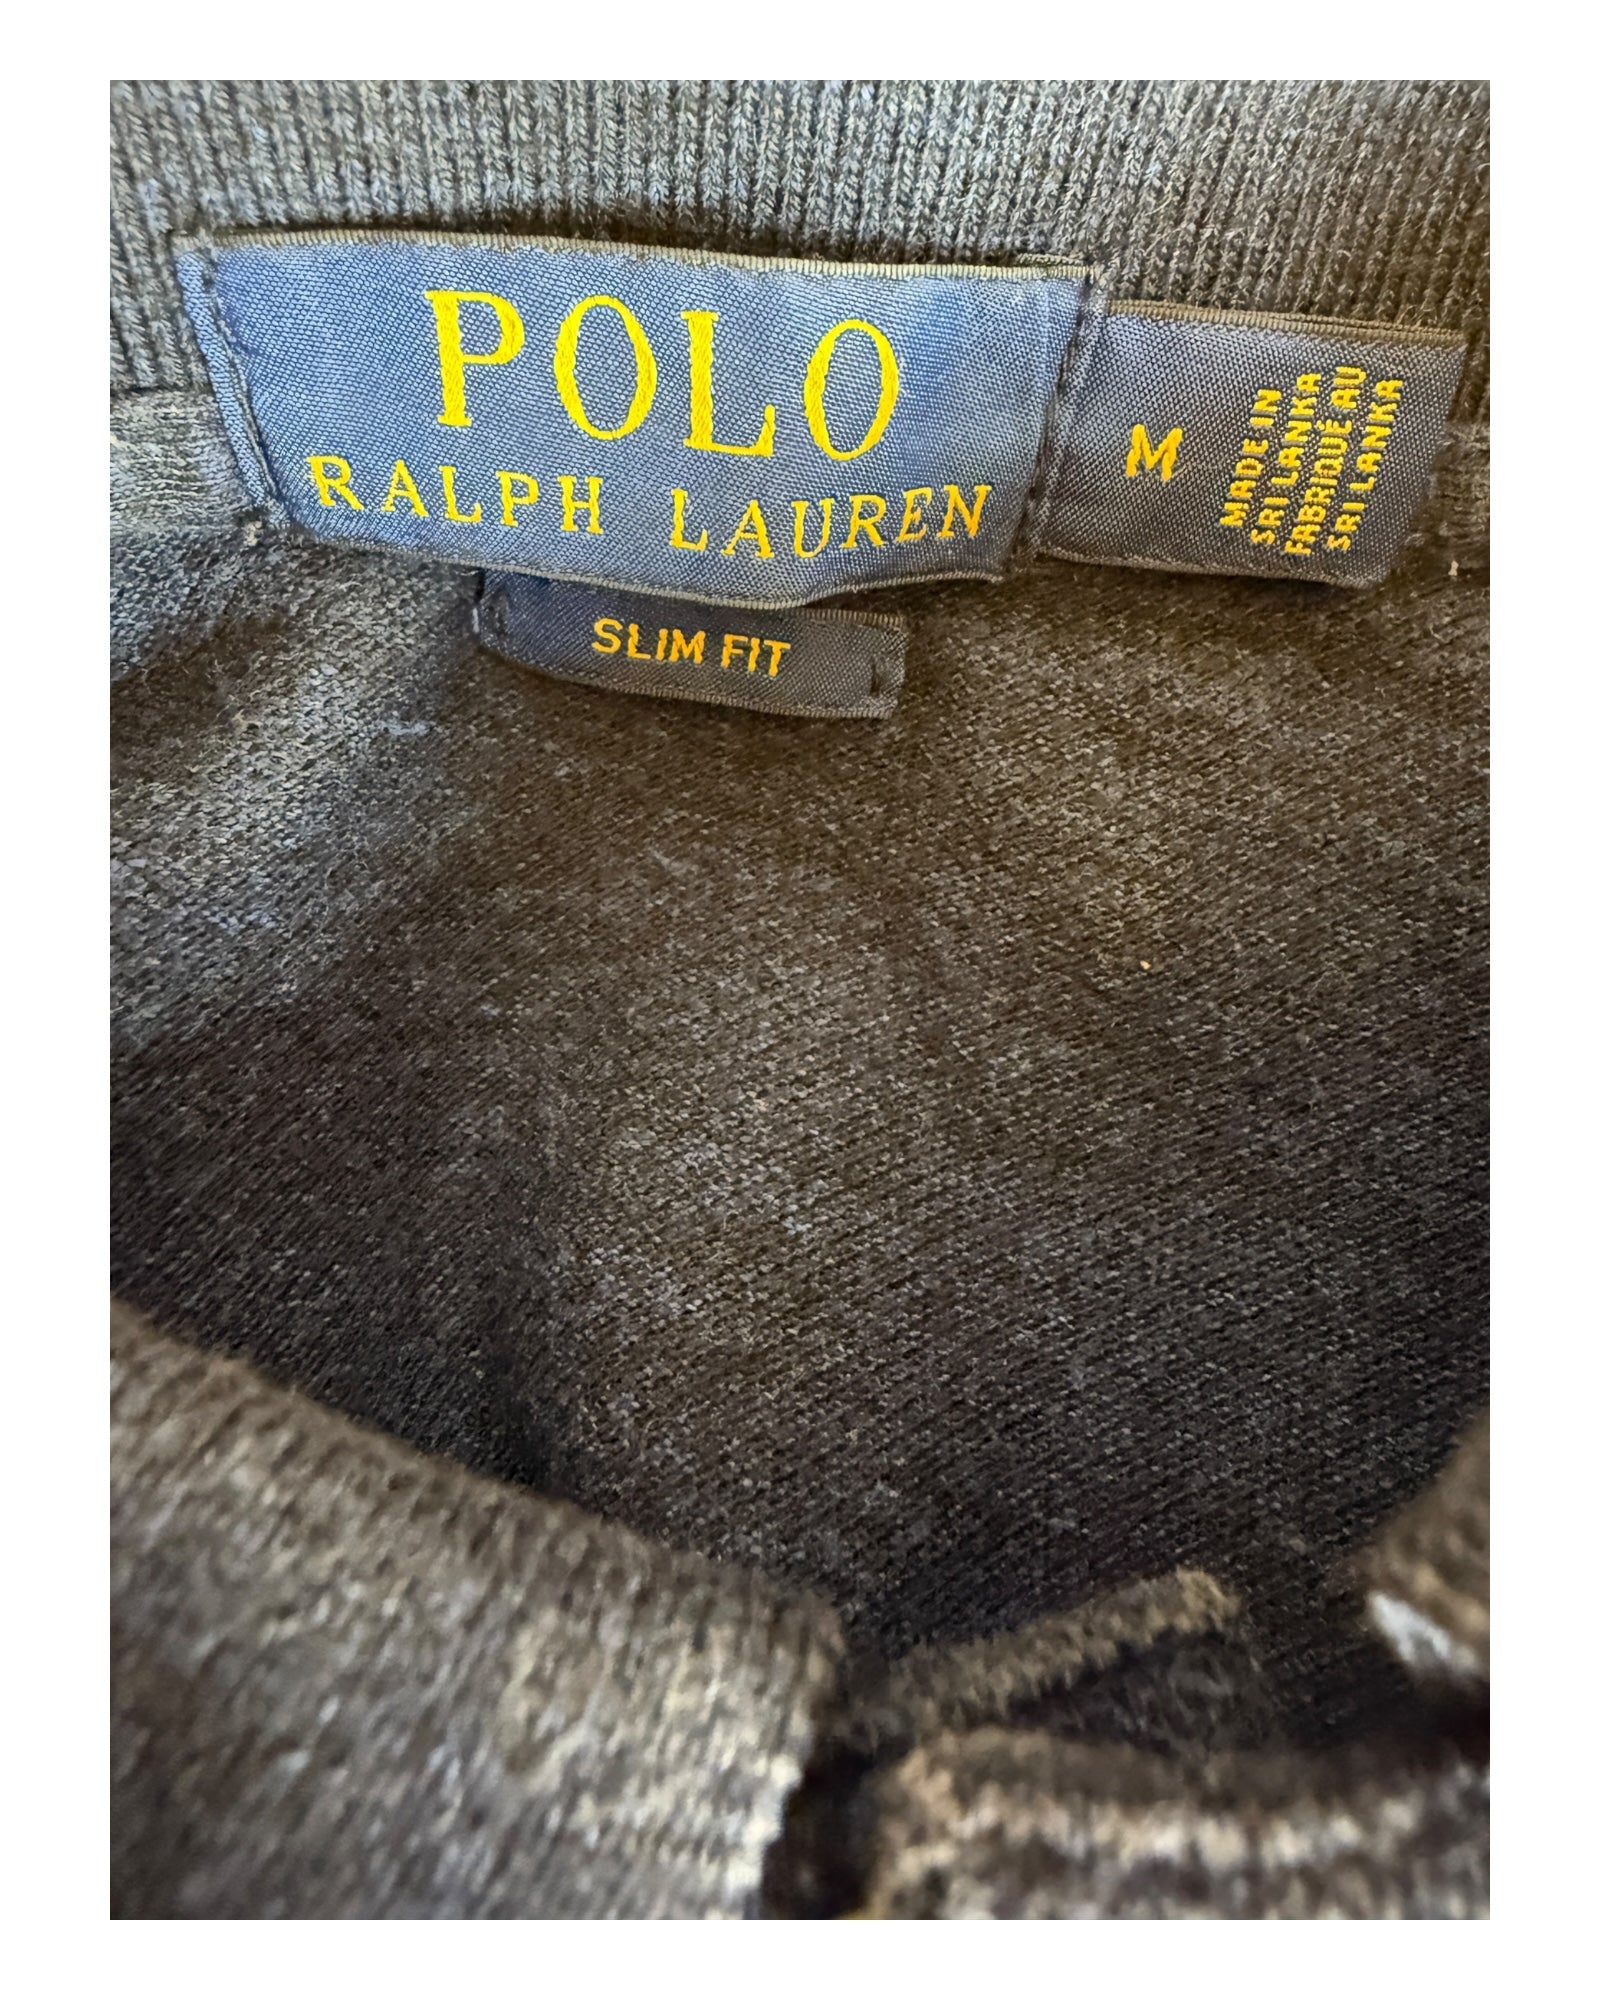 POLO
RALPH LAUREN
SLIM FIT
M
MADE IN
SRI LANKA
FABRIQUÉ AU
SRI LANKA